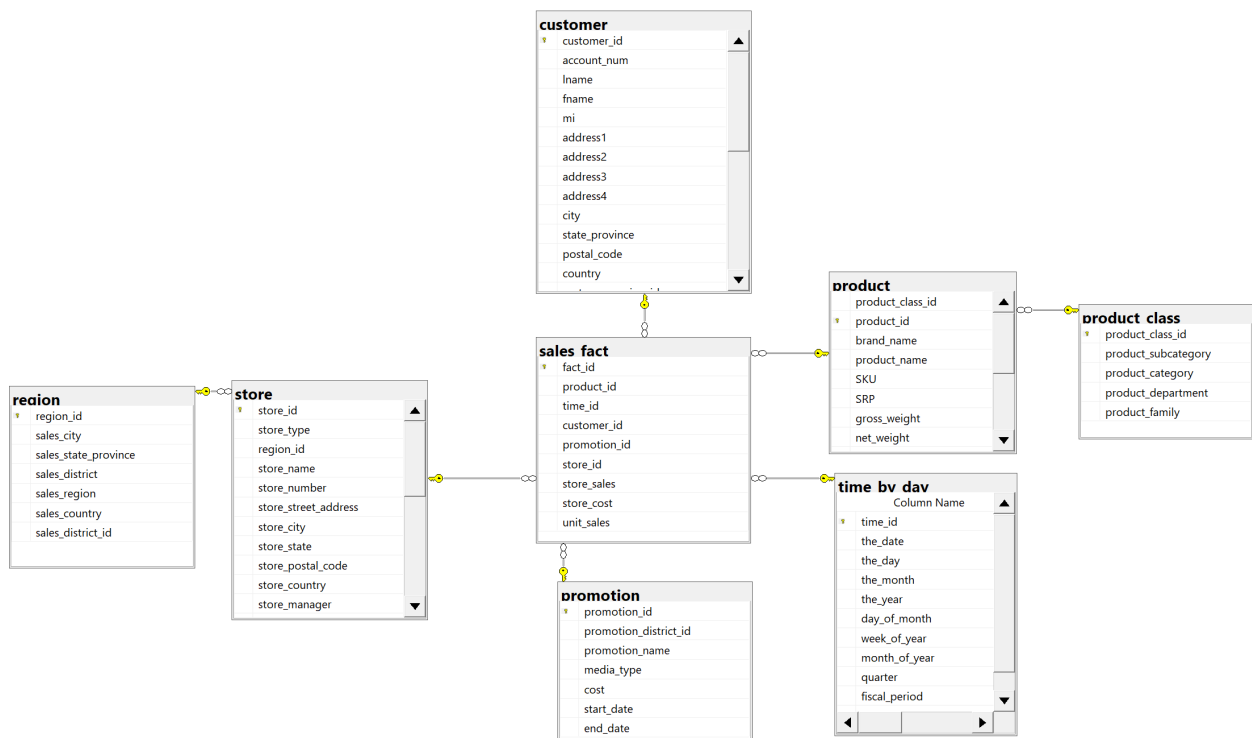 customer
customer_id
account_num
lname
fname
mi
address1
address2
address3
address4
city
state_province
postal_code
country
product
product_class_id
product_id
brand_name
product_name
SKU
SRP
gross_weight
net_weight
product_class
product_class_id
product_subcategory
product_category
product_department
product_family
sales_fact
fact_id
product_id
time_id
customer_id
promotion_id
store_id
store_sales
store_cost
unit_sales
region
region_id
sales_city
sales_state_province
sales_district
sales_region
sales_country
sales_district_id
store
store_id
store_type
region_id
store_name
store_number
store_street_address
store_city
store_state
store_postal_code
store_country
store_manager
time_by_day
Column Name
time_id
the_date
the_day
the_month
the_year
day_of_month
week_of_year
month_of_year
quarter
fiscal_period
promotion
promotion_id
promotion_district_id
promotion_name
media_type
cost
start_date
end_date